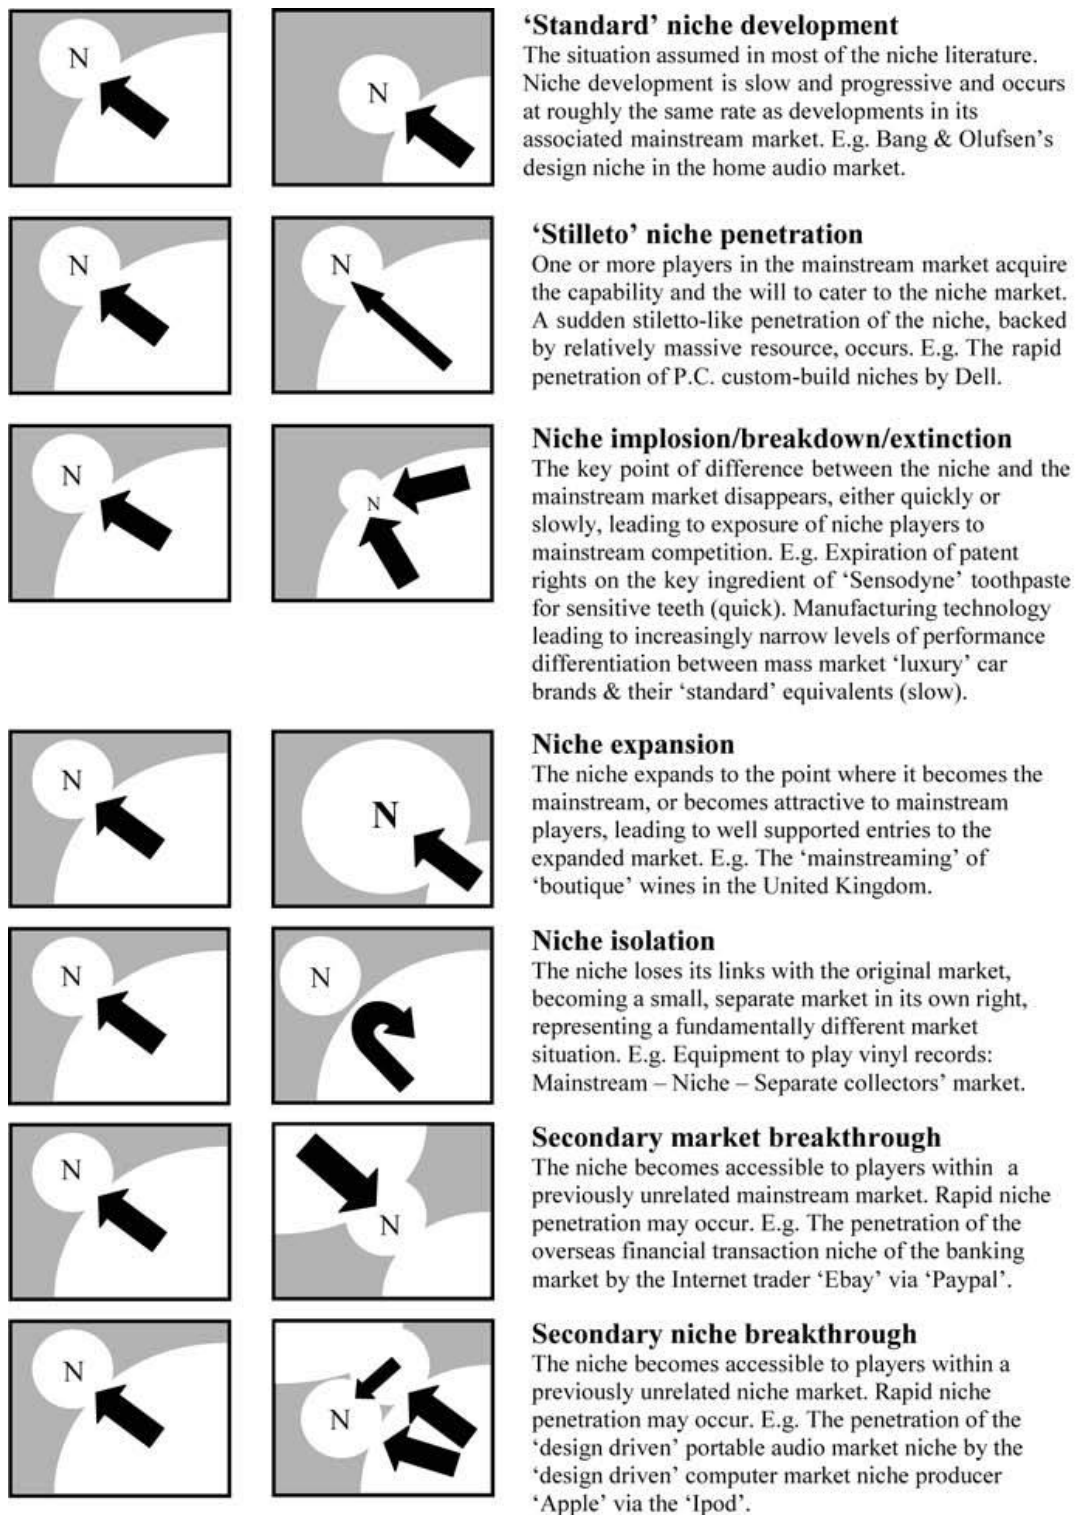 N
N
‘Standard’ niche development
The situation assumed in most of the niche literature.
Niche development is slow and progressive and occurs
at roughly the same rate as developments in its
associated mainstream market. E.g. Bang & Olufsen’s
design niche in the home audio market.
N
N
‘Stilleto’ niche penetration
One or more players in the mainstream market acquire
the capability and the will to cater to the niche market.
A sudden stiletto-like penetration of the niche, backed
by relatively massive resource, occurs. E.g. The rapid
penetration of P.C. custom-build niches by Dell.
N
N
Niche implosion/breakdown/extinction
The key point of difference between the niche and the
mainstream market disappears, either quickly or
slowly, leading to exposure of niche players to
mainstream competition. E.g. Expiration of patent
rights on the key ingredient of ‘Sensodyne’ toothpaste
for sensitive teeth (quick). Manufacturing technology
leading to increasingly narrow levels of performance
differentiation between mass market ‘luxury’ car
brands & their ‘standard’ equivalents (slow).
N
N
Niche expansion
The niche expands to the point where it becomes the
mainstream, or becomes attractive to mainstream
players, leading to well supported entries to the
expanded market. E.g. The ‘mainstreaming’ of
‘boutique’ wines in the United Kingdom.
N
N
Niche isolation
The niche loses its links with the original market,
becoming a small, separate market in its own right,
representing a fundamentally different market
situation. E.g. Equipment to play vinyl records:
Mainstream – Niche – Separate collectors’ market.
N
N
Secondary market breakthrough
The niche becomes accessible to players within a
previously unrelated mainstream market. Rapid niche
penetration may occur. E.g. The penetration of the
overseas financial transaction niche of the banking
market by the Internet trader ‘Ebay’ via ‘Paypal’.
N
N
Secondary niche breakthrough
The niche becomes accessible to players within a
previously unrelated niche market. Rapid niche
penetration may occur. E.g. The penetration of the
‘design driven’ portable audio market niche by the
‘design driven’ computer market niche producer
‘Apple’ via the ‘Ipod’.